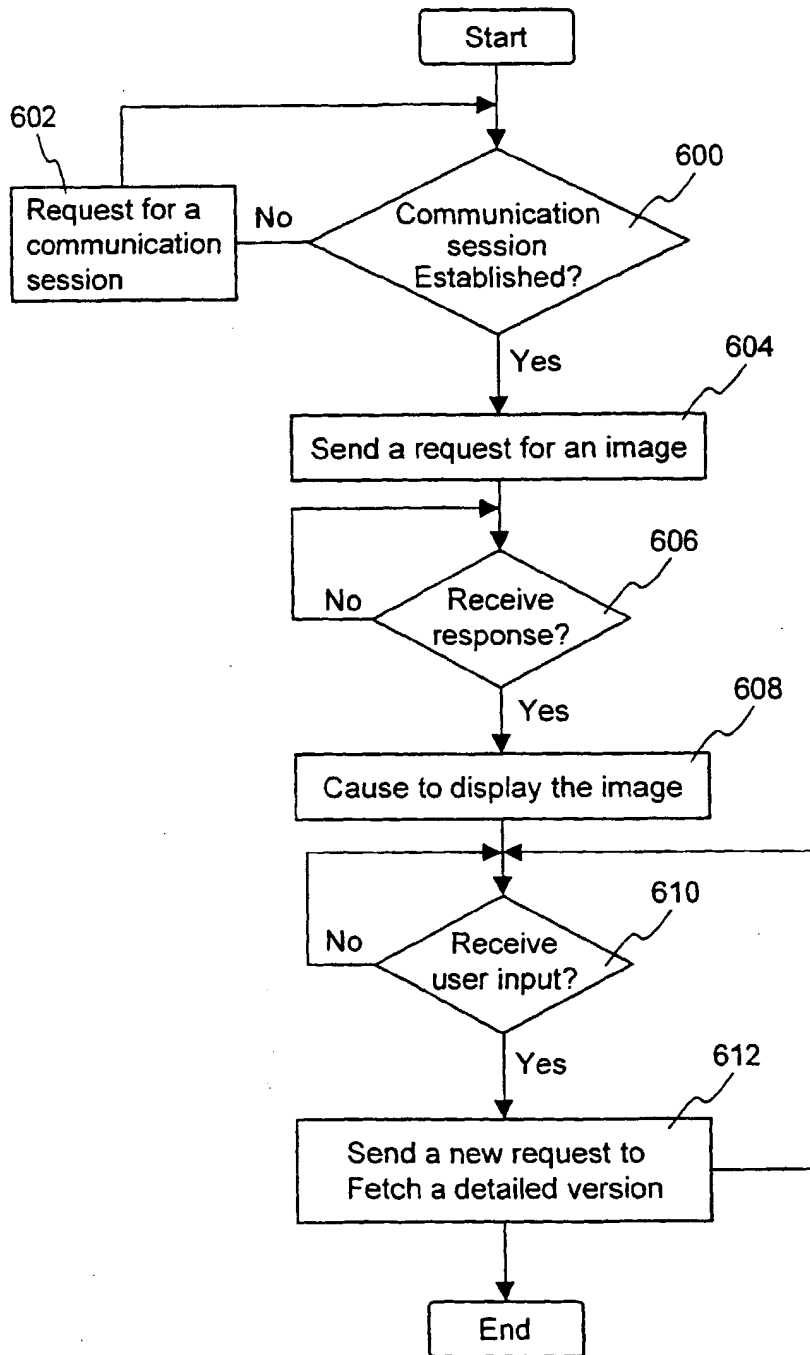 Start
602
600
Request for a
communication
session
No
Communication
session
Established?
Yes
604
Send a request for an image
606
No
Receive
response?
Yes
608
Cause to display the image
610
No
Receive
user input?
Yes
612
Send a new request to
Fetch a detailed version
End